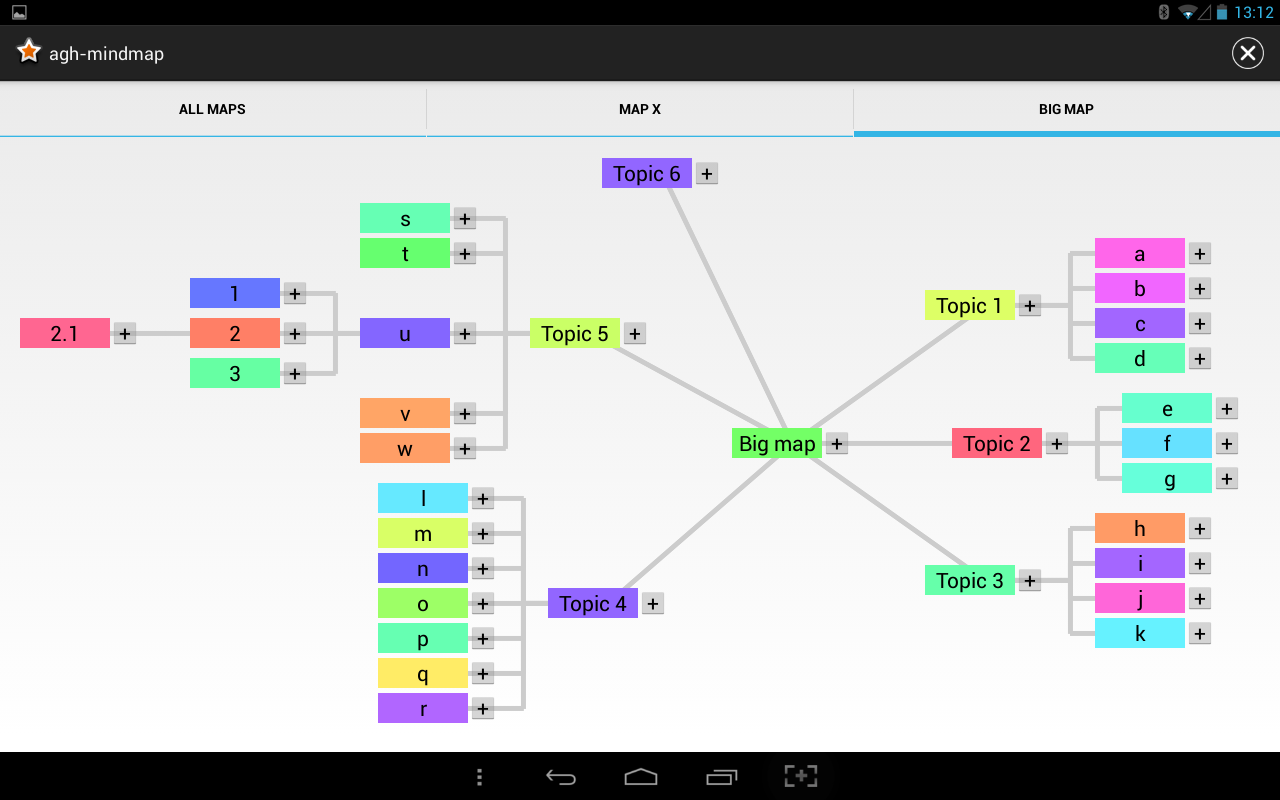 13:12
agh-mindmap
ALL MAPS
MAP X
BIG MAP
Topic 6 +
s +
t +
1 +
2.1 +
2 +
3 +
u +
Topic 5 +
v +
w +
l +
m +
n +
o +
p +
q +
r +
Topic 4 +
Big map +
Topic 1 +
a +
b +
c +
d +
Topic 2 +
e +
f +
g +
Topic 3 +
h +
i +
j +
k +